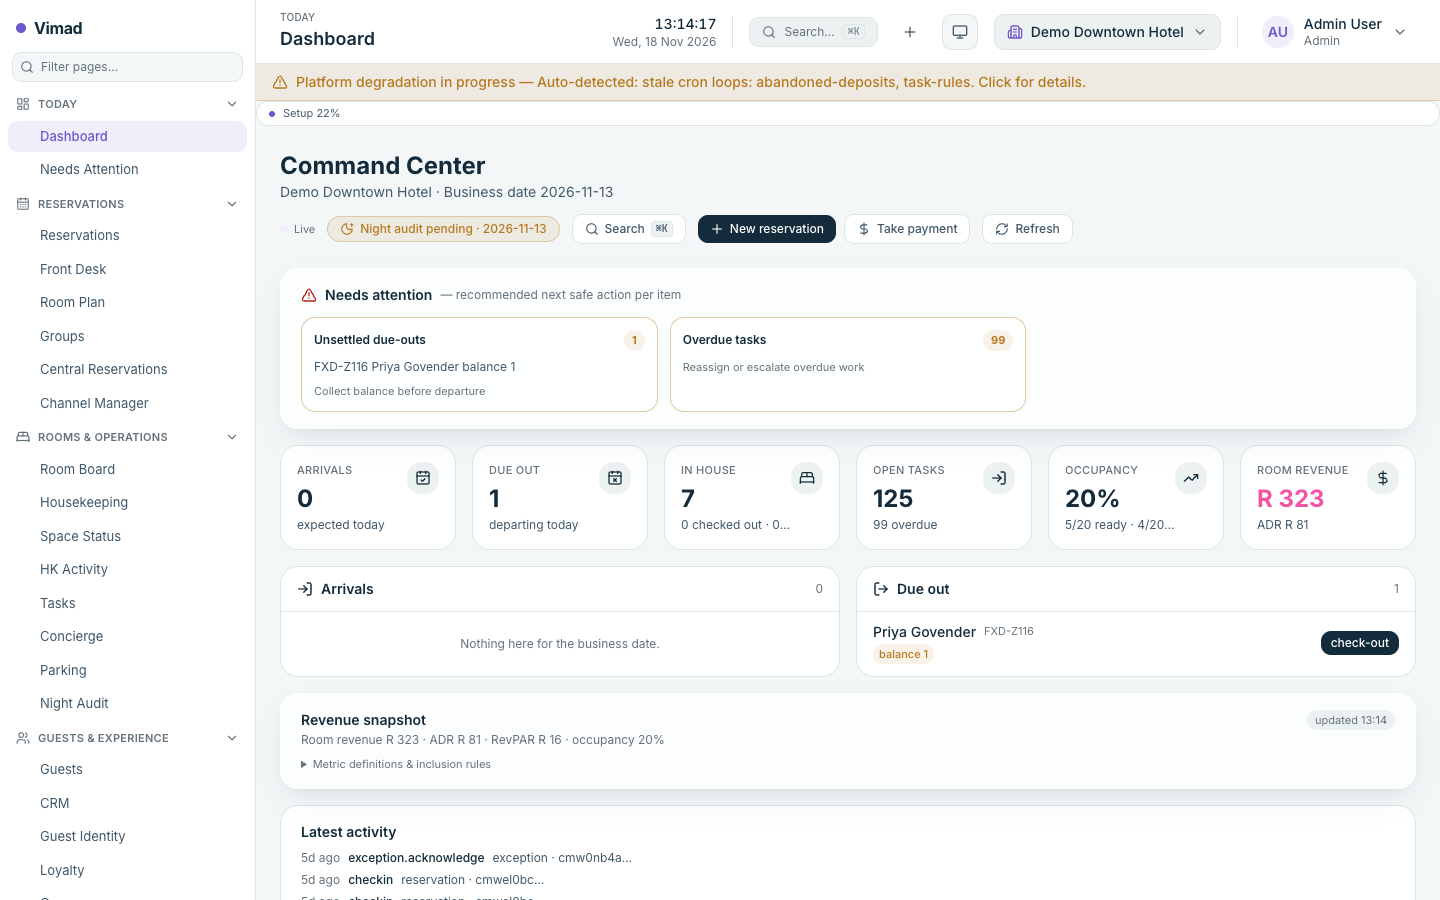 Vimad
Filter pages...
TODAY
Dashboard
Needs Attention
RESERVATIONS
Reservations
Front Desk
Room Plan
Groups
Central Reservations
Channel Manager
ROOMS & OPERATIONS
Room Board
Housekeeping
Space Status
HK Activity
Tasks
Concierge
Parking
Night Audit
GUESTS & EXPERIENCE
Guests
CRM
Guest Identity
Loyalty
TODAY
Dashboard
13:14:17
Wed, 18 Nov 2026
Search... ⌘K
Demo Downtown Hotel
AU
Admin User
Admin
Platform degradation in progress — Auto-detected: stale cron loops: abandoned-deposits, task-rules. Click for details.
Setup 22%
Command Center
Demo Downtown Hotel · Business date 2026-11-13
Live
Night audit pending · 2026-11-13
Search ⌘K
New reservation
Take payment
Refresh
Needs attention — recommended next safe action per item
Unsettled due-outs 1
FXD-Z116 Priya Govender balance 1
Collect balance before departure
Overdue tasks 99
Reassign or escalate overdue work
ARRIVALS
0
expected today
DUE OUT
1
departing today
IN HOUSE
7
0 checked out · 0...
OPEN TASKS
125
99 overdue
OCCUPANCY
20%
5/20 ready · 4/20...
ROOM REVENUE
R 323
ADR R 81
Arrivals 0
Nothing here for the business date.
Due out 1
Priya Govender FXD-Z116
balance 1
check-out
Revenue snapshot
updated 13:14
Room revenue R 323 · ADR R 81 · RevPAR R 16 · occupancy 20%
Metric definitions & inclusion rules
Latest activity
5d ago exception.acknowledge exception · cmw0nb4a...
5d ago checkin reservation · cmwel0bc...